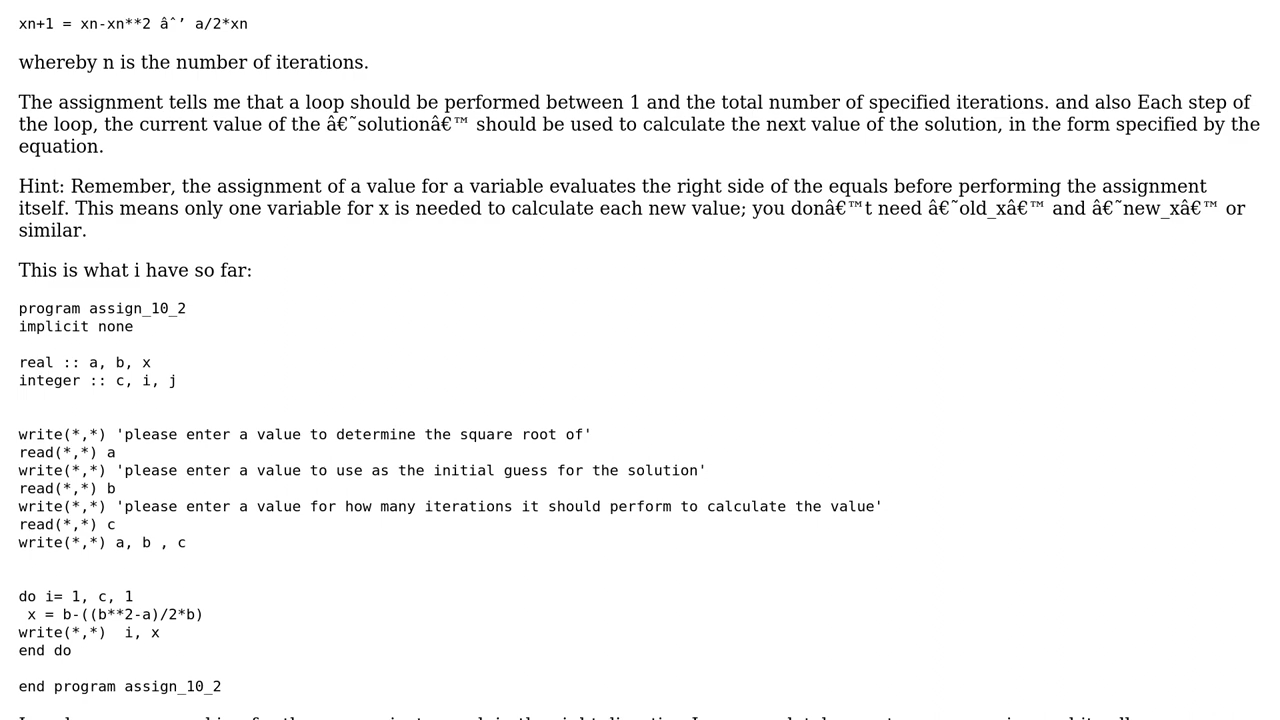 xn+1 = xn-xn**2 âˆ’ a/2*xn
whereby n is the number of iterations.
The assignment tells me that a loop should be performed between 1 and the total number of specified iterations. and also Each step of
the loop, the current value of the â€˜solutionâ€™ should be used to calculate the next value of the solution, in the form specified by the
equation.
Hint: Remember, the assignment of a value for a variable evaluates the right side of the equals before performing the assignment
itself. This means only one variable for x is needed to calculate each new value; you donâ€™t need â€˜old_xâ€™ and â€˜new_xâ€™ or
similar.
This is what i have so far:
program assign_10_2
implicit none
real :: a, b, x
integer :: c, i, j
write(*,*) 'please enter a value to determine the square root of'
read(*,*) a
write(*,*) 'please enter a value to use as the initial guess for the solution'
read(*,*) b
write(*,*) 'please enter a value for how many iterations it should perform to calculate the value'
read(*,*) c
write(*,*) a, b , c
do i= 1, c, 1
 x = b-((b**2-a)/2*b)
write(*,*)  i, x
end do
end program assign_10_2